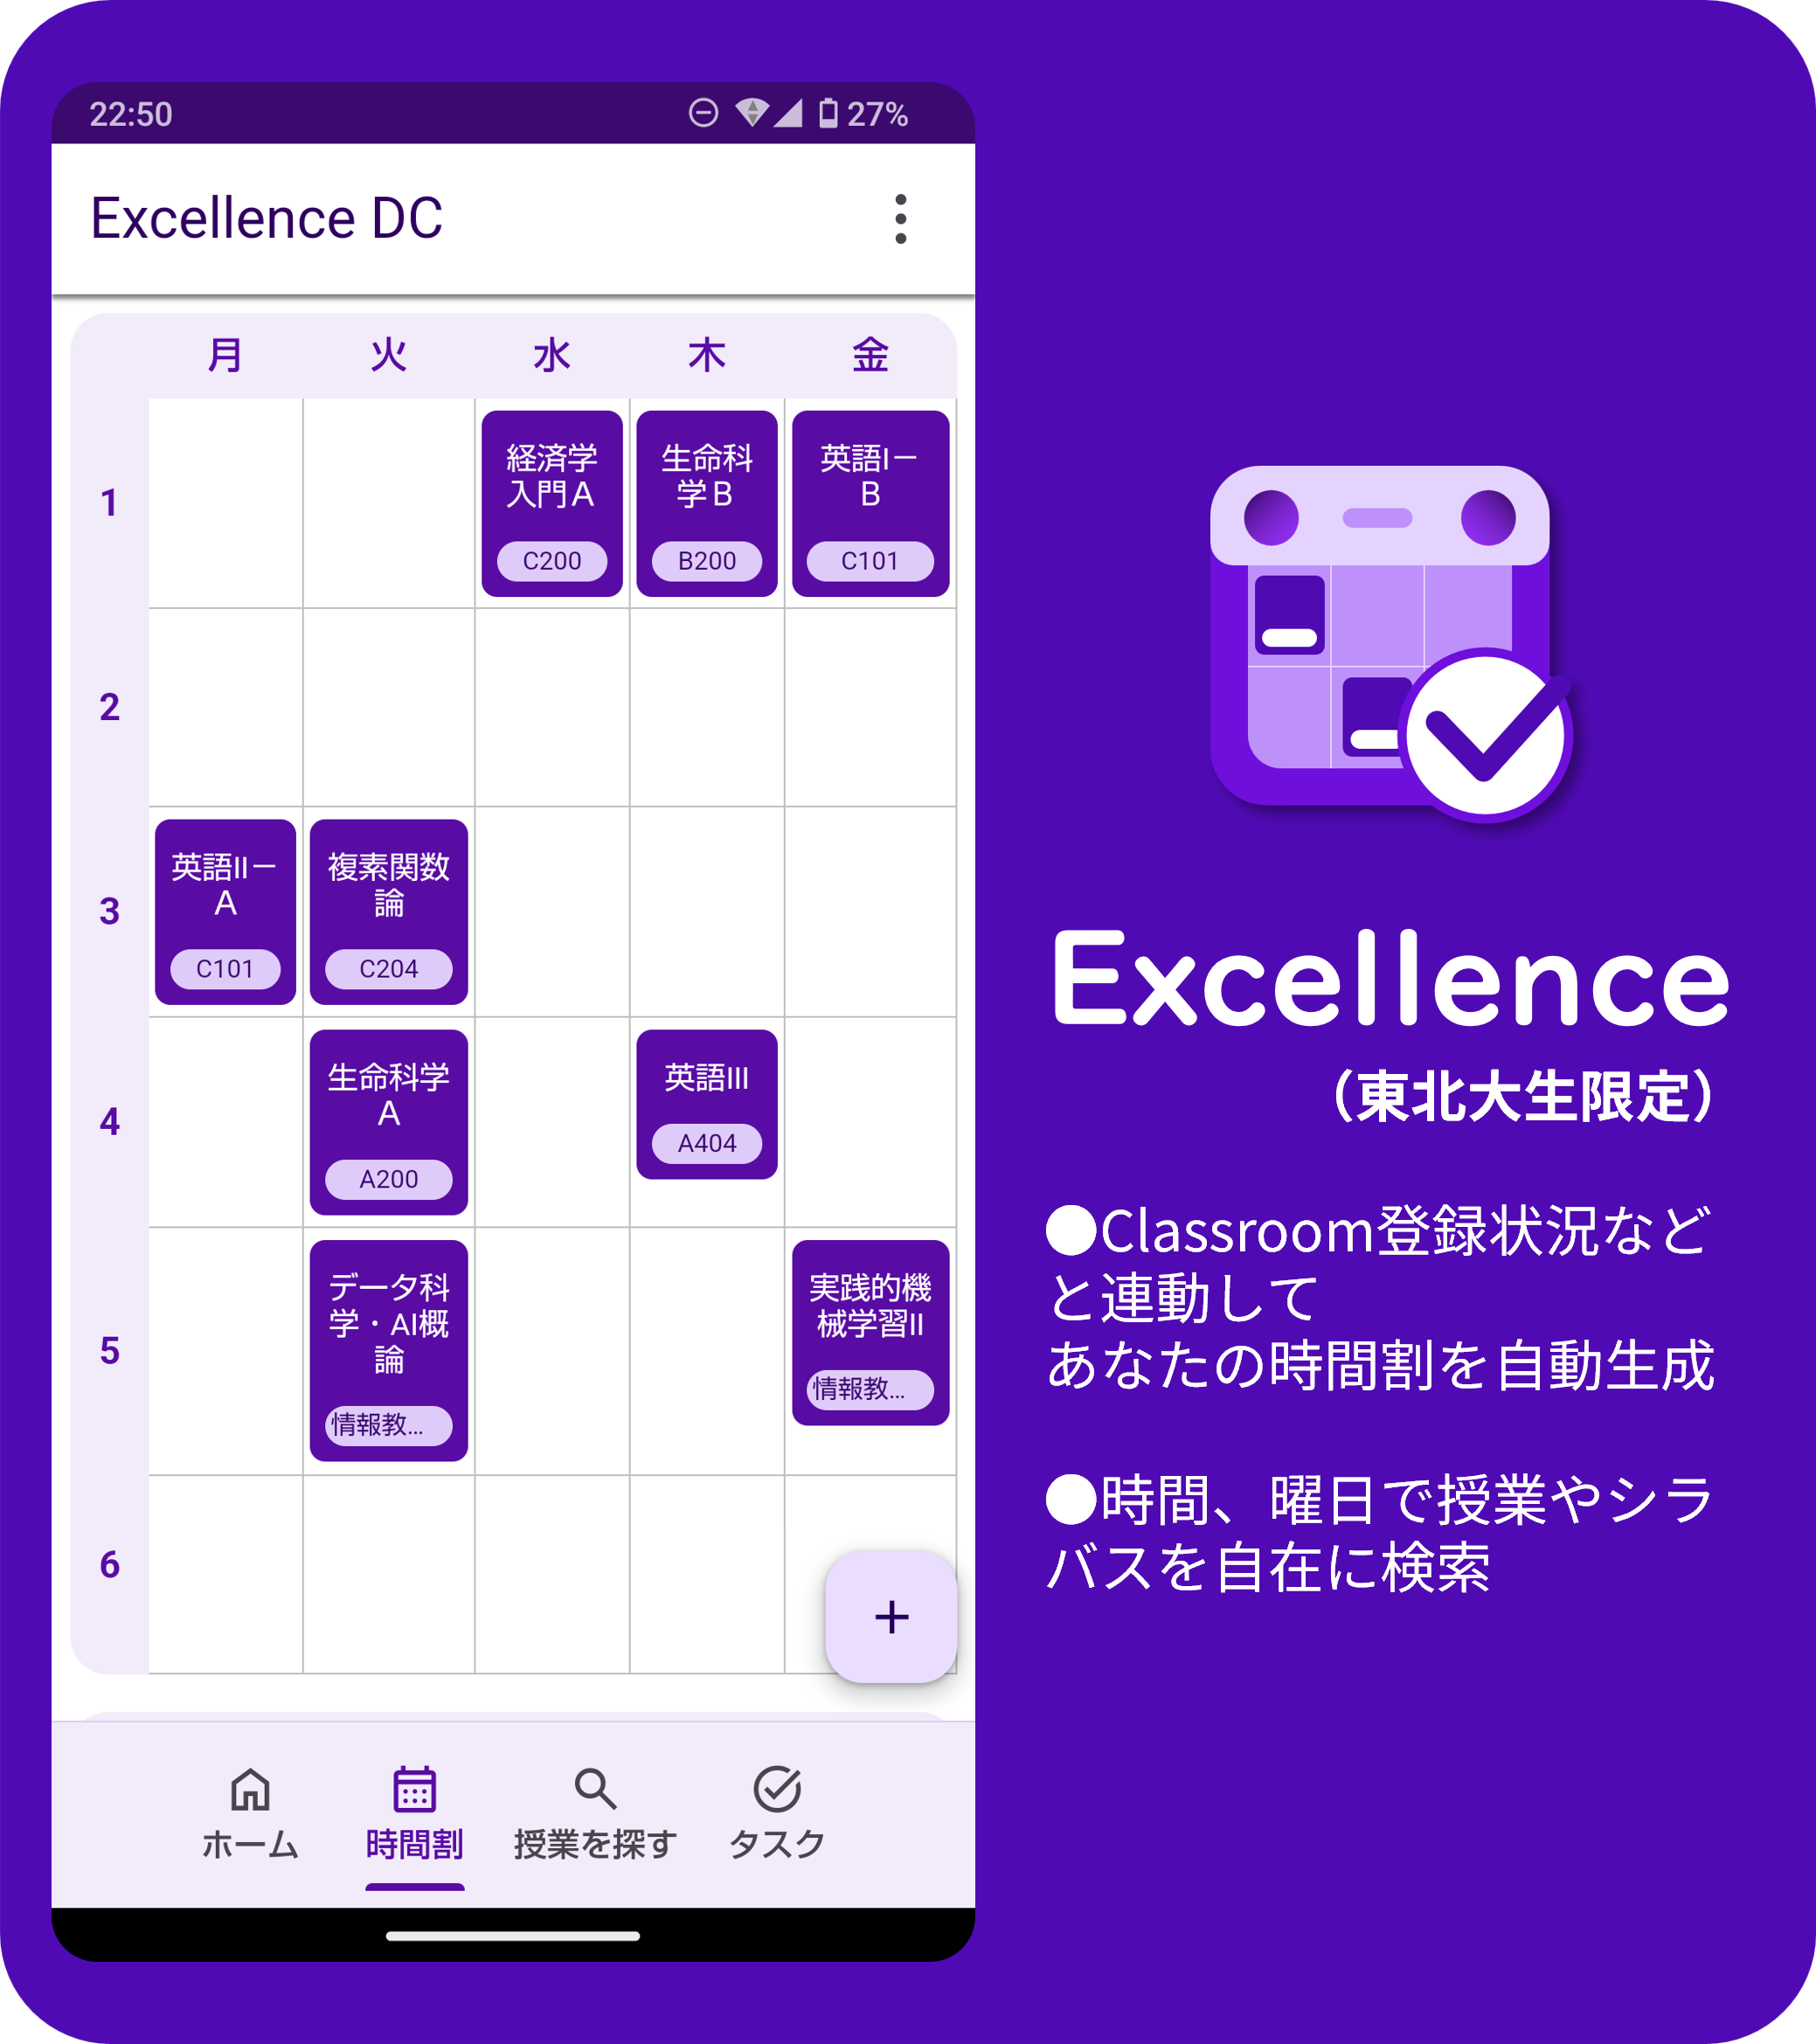 22:50
27%
Excellence DC
月 火 水 木 金
1
経済学
入門A
C200
生命科
学B
B200
英語I－
B
C101
2
3
英語II－
A
C101
複素関数
論
C204
4
生命科学
A
A200
英語III
A404
5
データ科
学・AI概
論
情報教...
実践的機
械学習II
情報教...
6
+
ホーム
時間割
授業を探す
タスク
Excellence
（東北大生限定）
●Classroom登録状況など
と連動して
あなたの時間割を自動生成
●時間、曜日で授業やシラ
バスを自在に検索